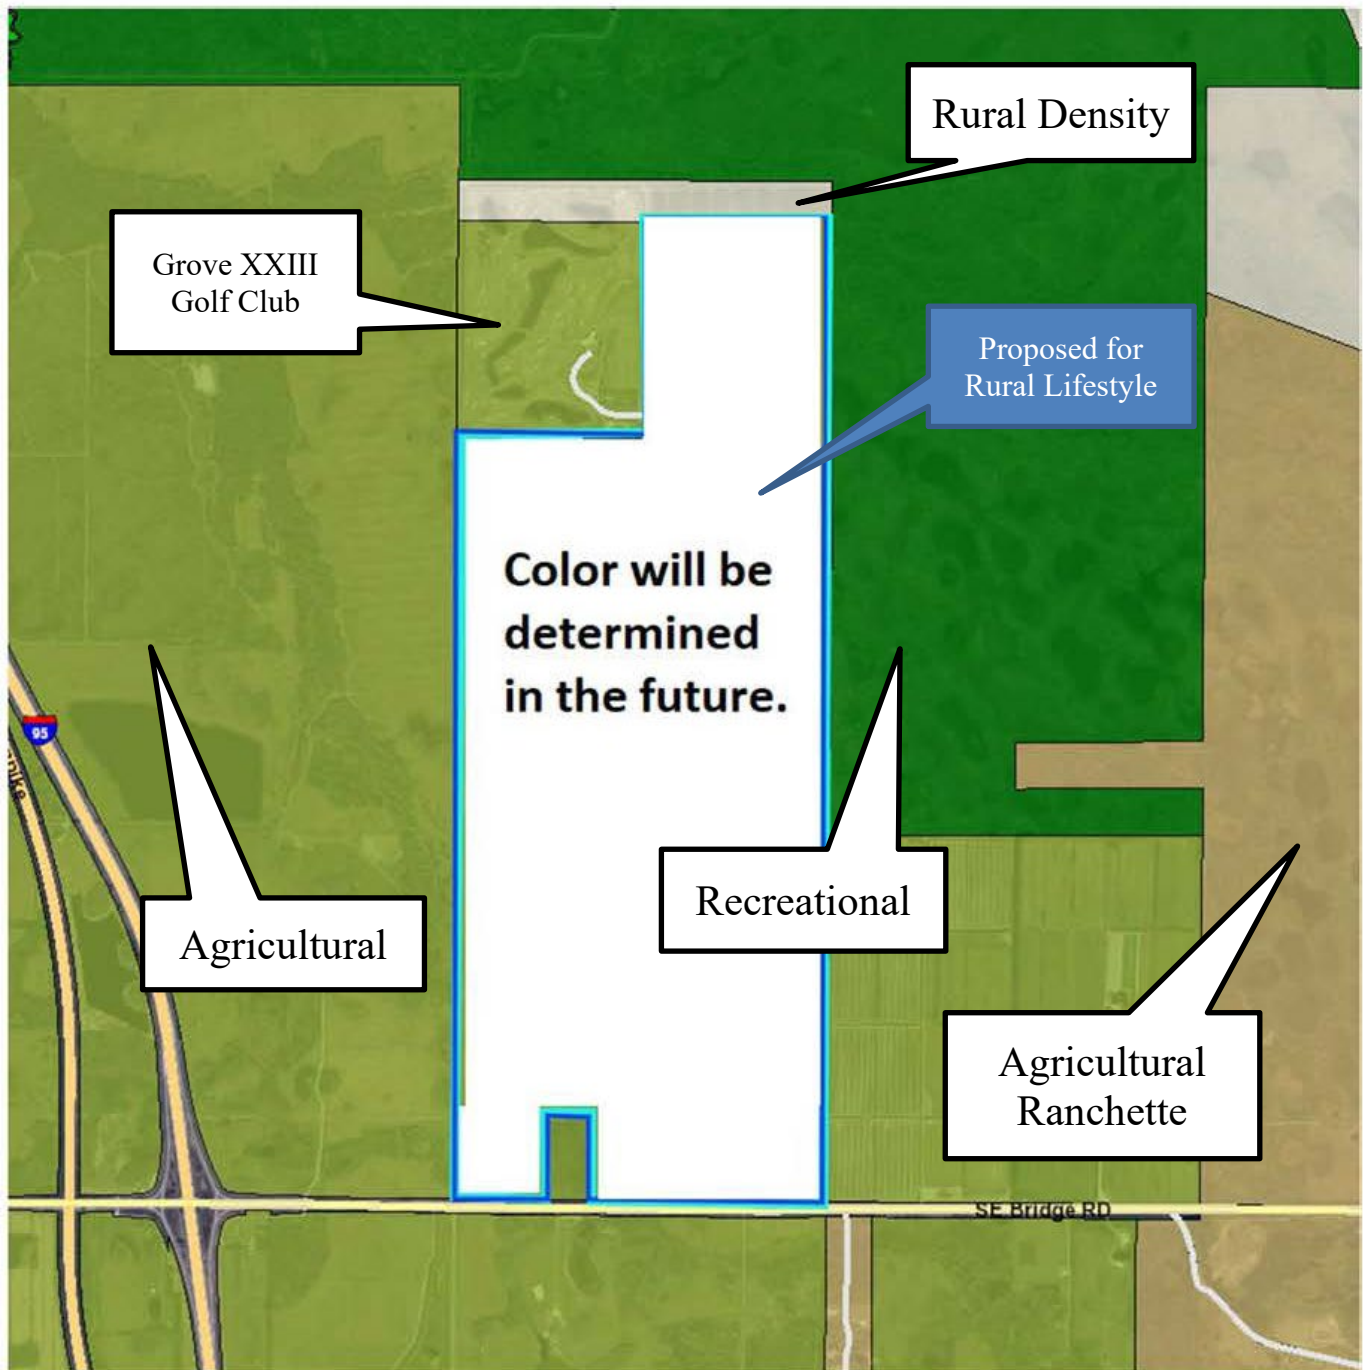 Rural Density
Grove XXIII
Golf Club
Proposed for
Rural Lifestyle
Color will be
determined
in the future.
95
Recreational
Agricultural
Agricultural
Ranchette
SE Bridge RD